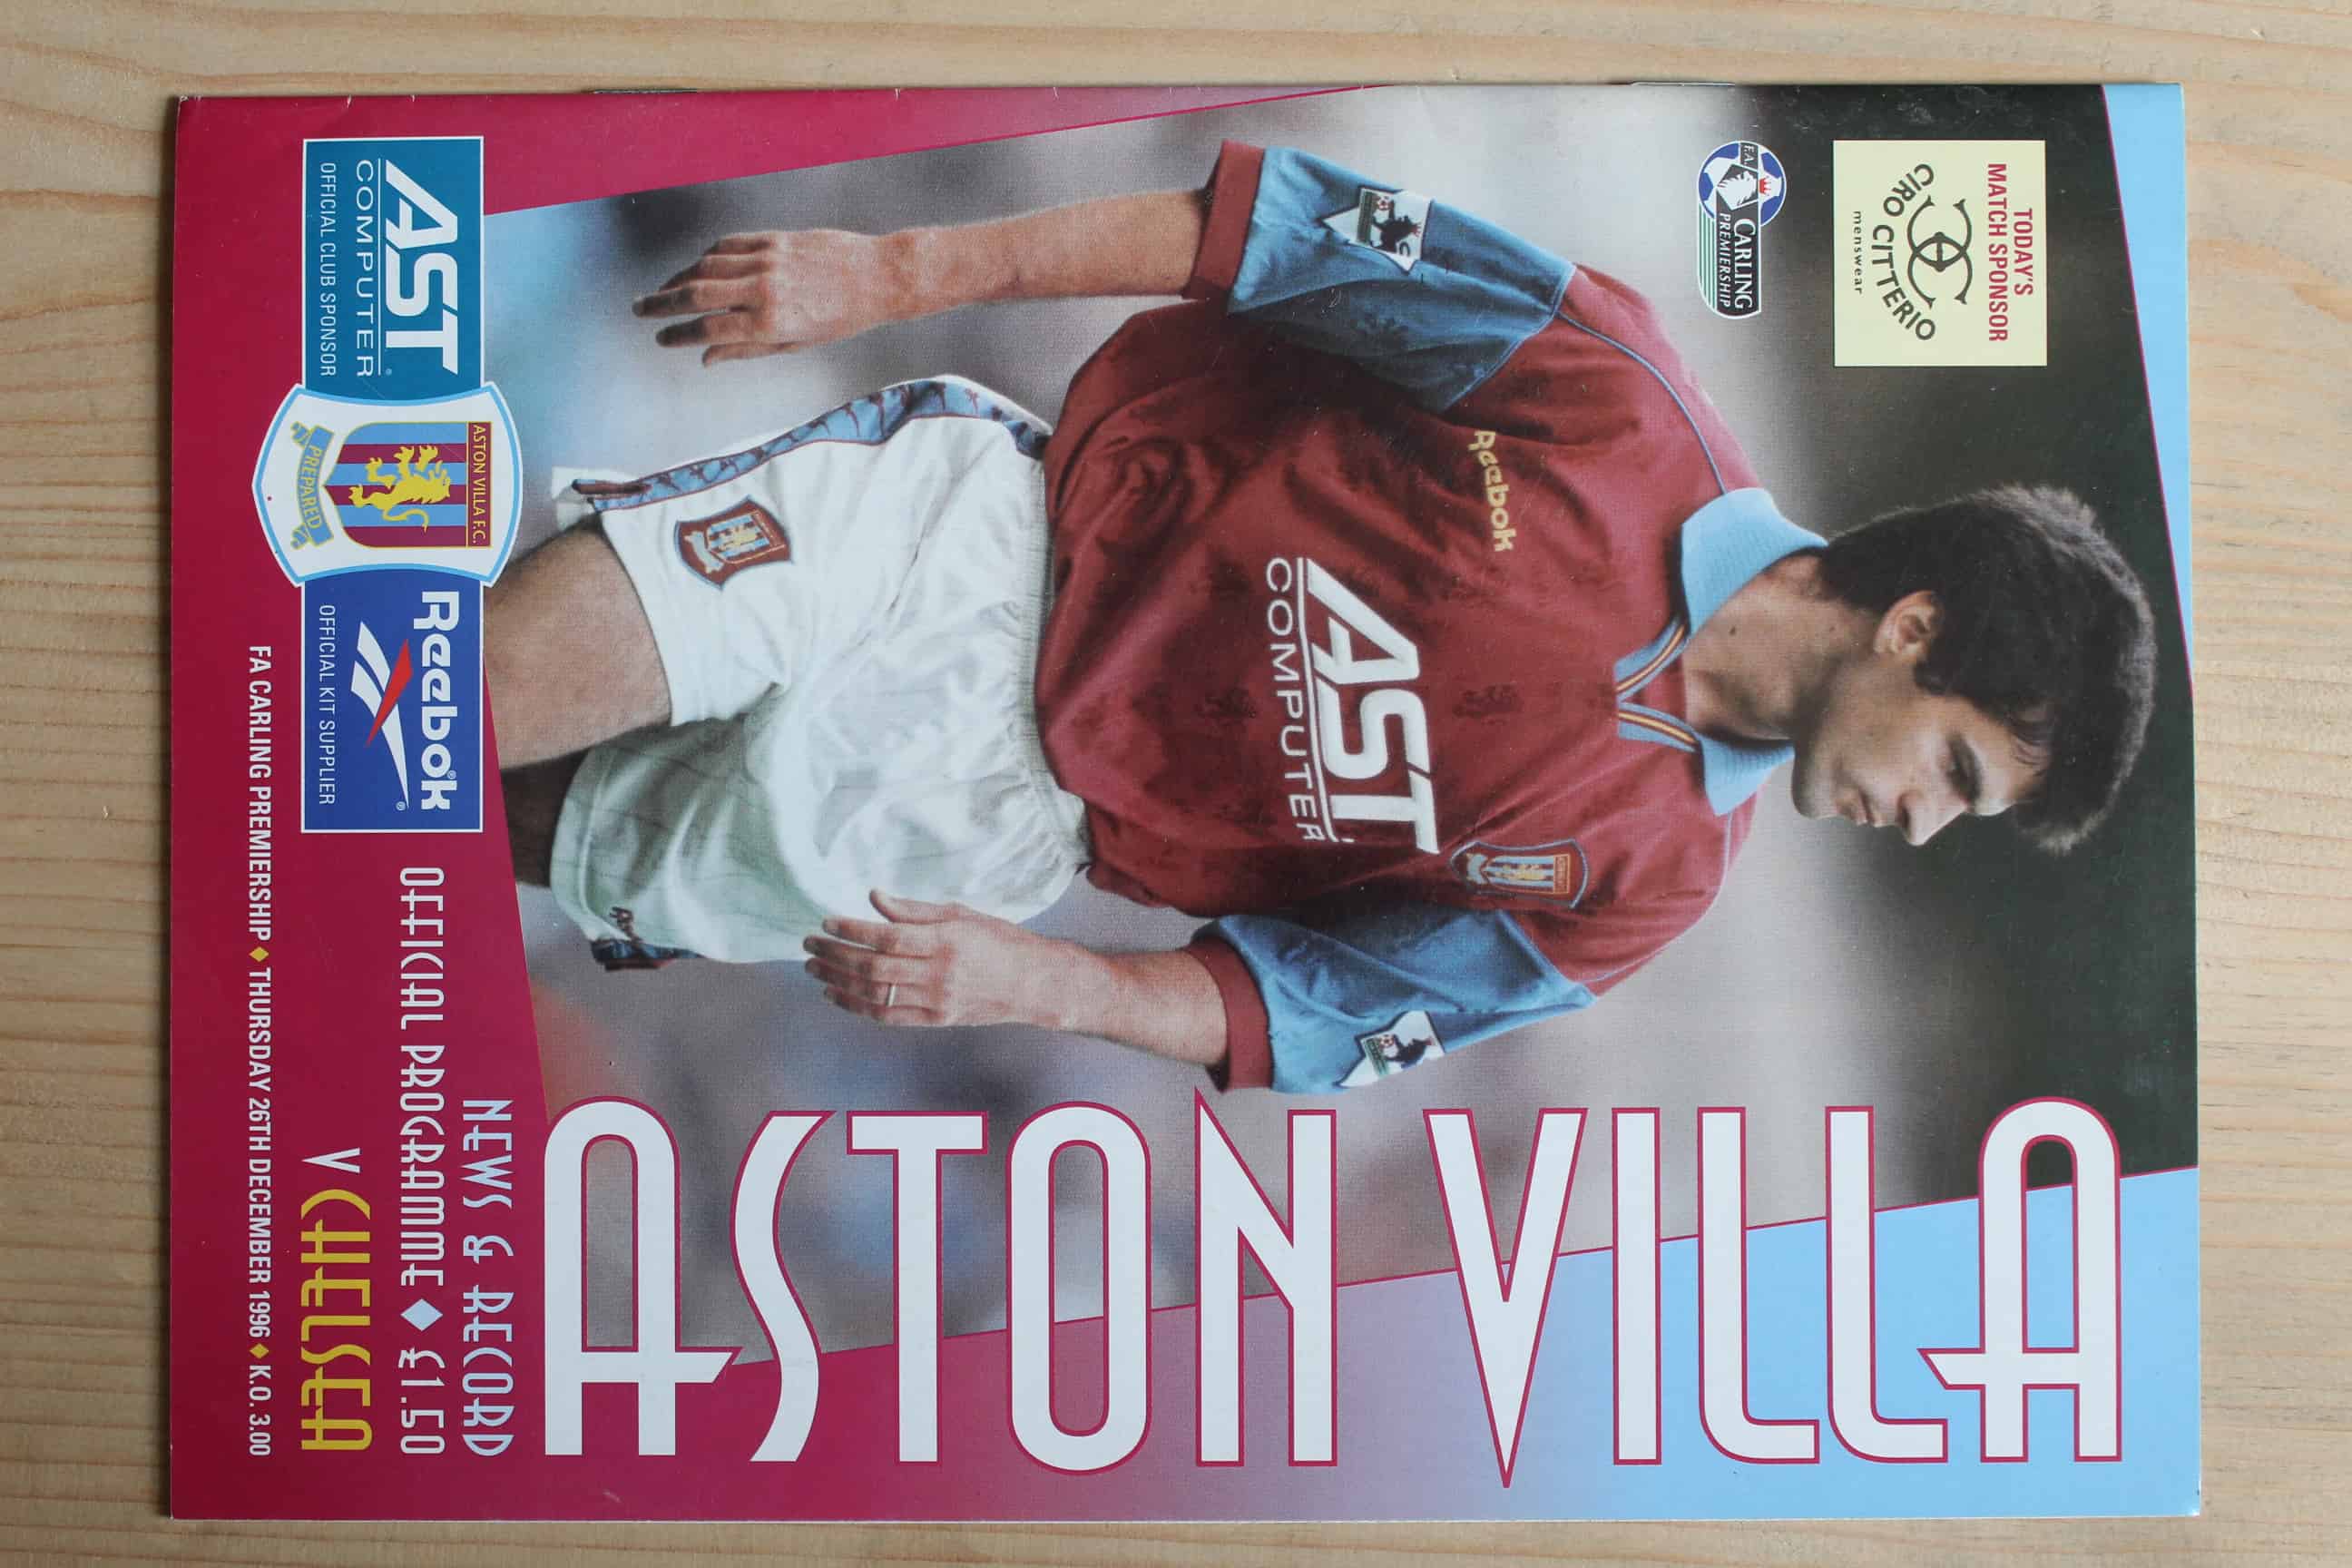 ASTON VILLA
NEWS & RECORD
OFFICIAL PROGRAMME ♦ £1.50
V CHELSEA
FA CARLING PREMIERSHIP ♦ THURSDAY 26TH DECEMBER 1996 ♦ K.O. 3.00
TODAY'S
MATCH SPONSOR
CIRO CITTERIO
menswear
F.A.
CARLING
PREMIERSHIP
Reebok
AST
COMPUTER
AST
COMPUTER
OFFICIAL CLUB SPONSOR
ASTON VILLA F.C.
PREPARED
Reebok
OFFICIAL KIT SUPPLIER